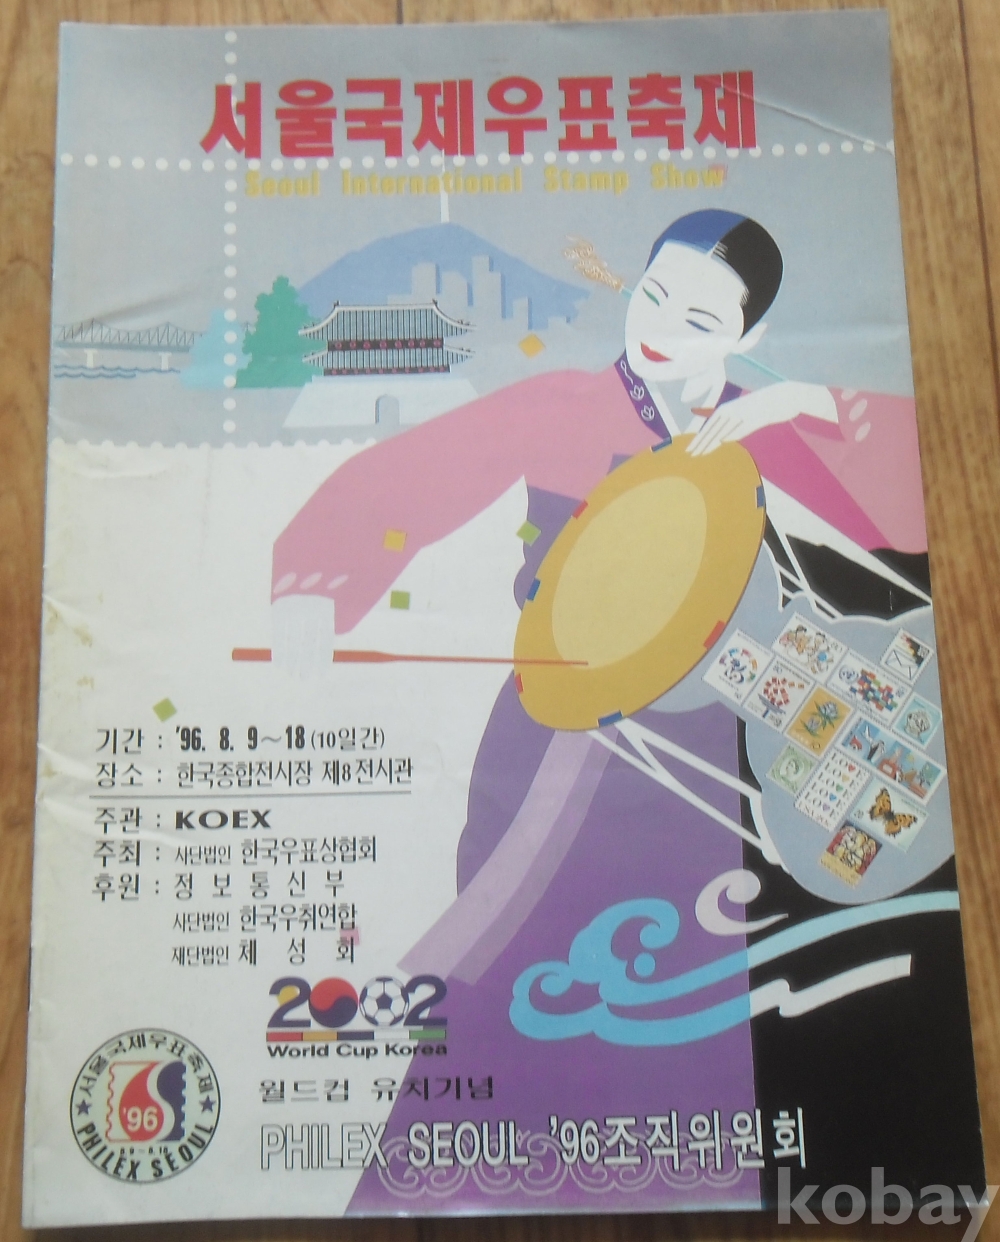 서울국제우표축제
Seoul International Stamp Show
기간 : '96. 8. 9~18 (10일간)
장소 : 한국종합전시장 제8전시관
주관 : KOEX
주최 : 사단법인 한국우표상협회
후원 : 정보통신부
사단법인 한국우취연합
재단법인 체성회
2002
World Cup Korea
월드컵 유치기념
PHILEX SEOUL '96조직위원회
서울국제우표축제
'96
PHILEX SEOUL
kobay